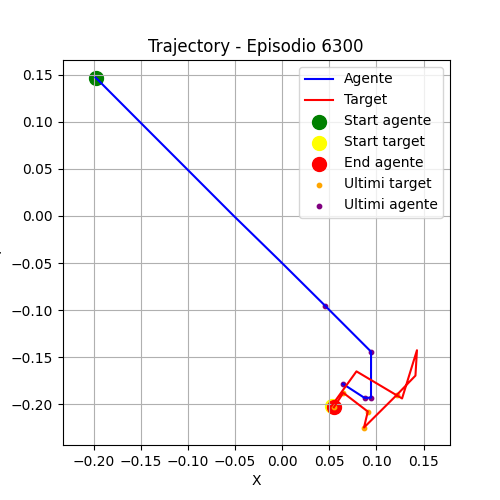 Trajectory - Episodio 6300
Agente
Target
Start agente
Start target
End agente
Ultimi target
Ultimi agente
0.15
0.10
0.05
0.00
−0.05
−0.10
−0.15
−0.20
−0.20 −0.15 −0.10 −0.05 0.00 0.05 0.10 0.15
X